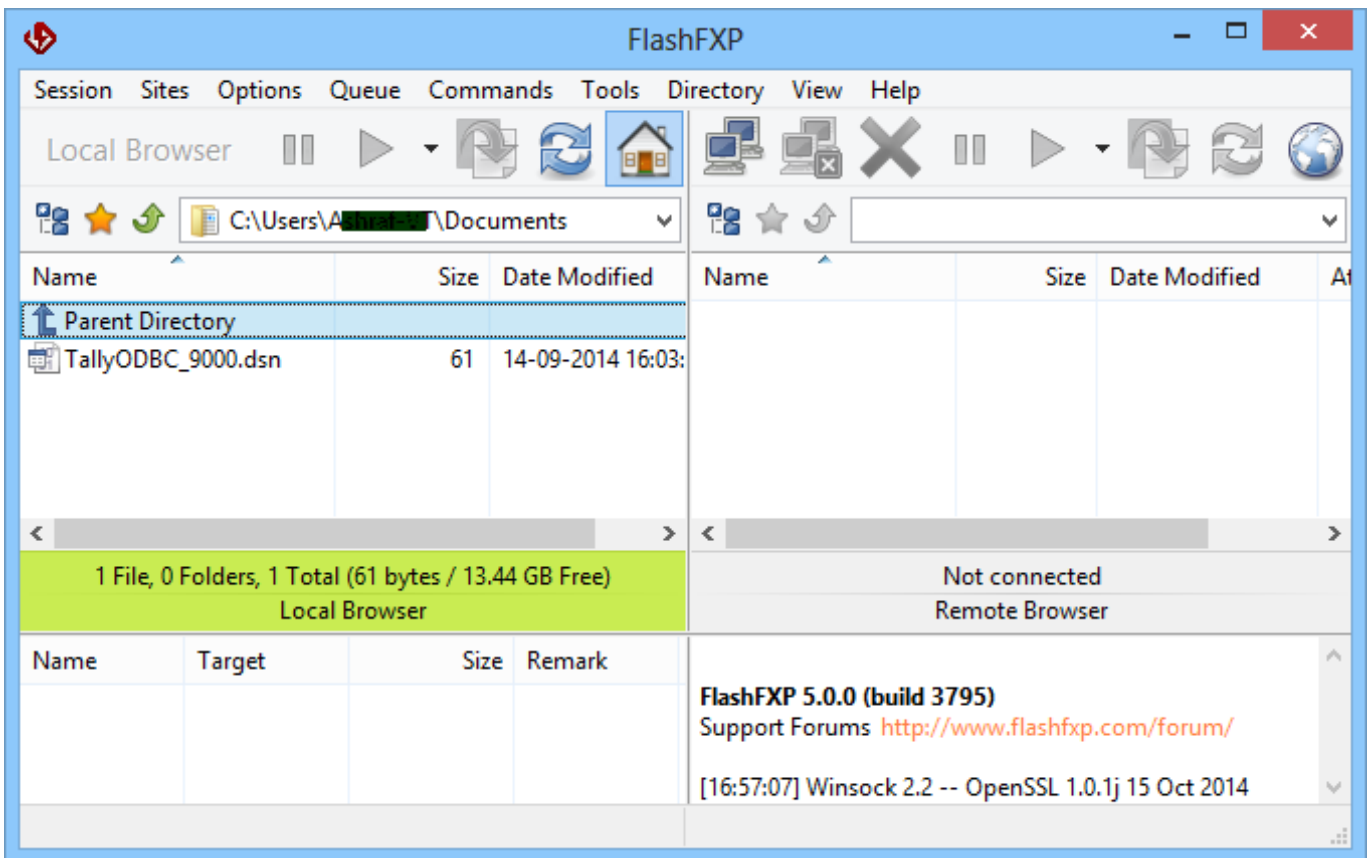 FlashFXP
Session Sites Options Queue Commands Tools Directory View Help
Local Browser
C:\Users\A T\Documents
Name Size Date Modified
Parent Directory
TallyODBC_9000.dsn 61 14-09-2014 16:03:
1 File, 0 Folders, 1 Total (61 bytes / 13.44 GB Free)
Local Browser
Name Size Date Modified At
Not connected
Remote Browser
Name Target Size Remark
FlashFXP 5.0.0 (build 3795)
Support Forums http://www.flashfxp.com/forum/
[16:57:07] Winsock 2.2 -- OpenSSL 1.0.1j 15 Oct 2014